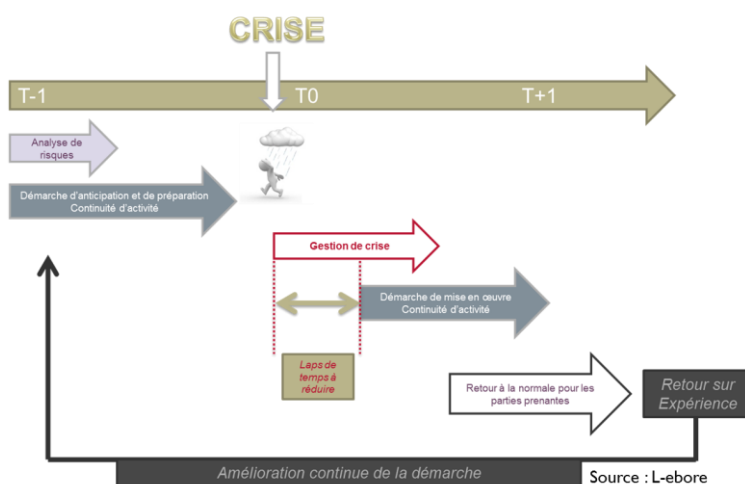 CRISE
T-1 T0 T+1
Analyse de
risques
Démarche d'anticipation et de préparation
Continuité d'activité
Gestion de crise
Démarche de mise en œuvre
Continuité d'activité
Laps de
temps à
réduire
Retour à la normale pour les
parties prenantes
Retour sur
Expérience
Amélioration continue de la démarche
Source : L-ebore